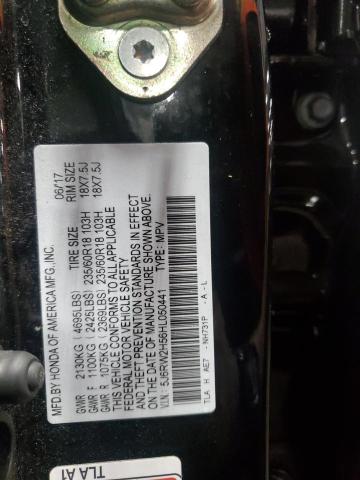 MFD.BY HONDA OF AMERICA MFG., INC. 06/17
TIRE SIZE RIM SIZE
GVWR 2130KG ( 4695LBS)
GAWR F 1100KG ( 2425LBS) 235/60R18 103H 18X7.5J
GAWR R 1075KG ( 2369LBS) 235/60R18 103H 18X7.5J
THIS VEHICLE CONFORMS TO ALL APPLICABLE
FEDERAL MOTOR VEHICLE SAFETY
AND THEFT PREVENTION STANDARDS IN EFFECT
ON THE DATE OF MANUFACTURE SHOWN ABOVE.
V.I.N.: 5J6RW2H56HL050441 TYPE: MPV
TLA H AE7 - NH731P - A - L
TLA A1